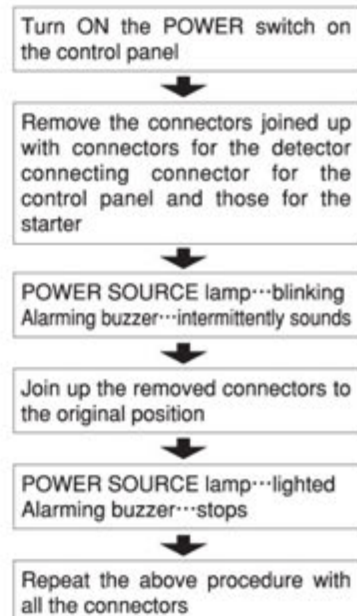 Turn ON the POWER switch on
the control panel
Remove the connectors joined up
with connectors for the detector
connecting connector for the
control panel and those for the
starter
POWER SOURCE lamp···blinking
Alarming buzzer···intermittently sounds
Join up the removed connectors to
the original position
POWER SOURCE lamp···lighted
Alarming buzzer···stops
Repeat the above procedure with
all the connectors